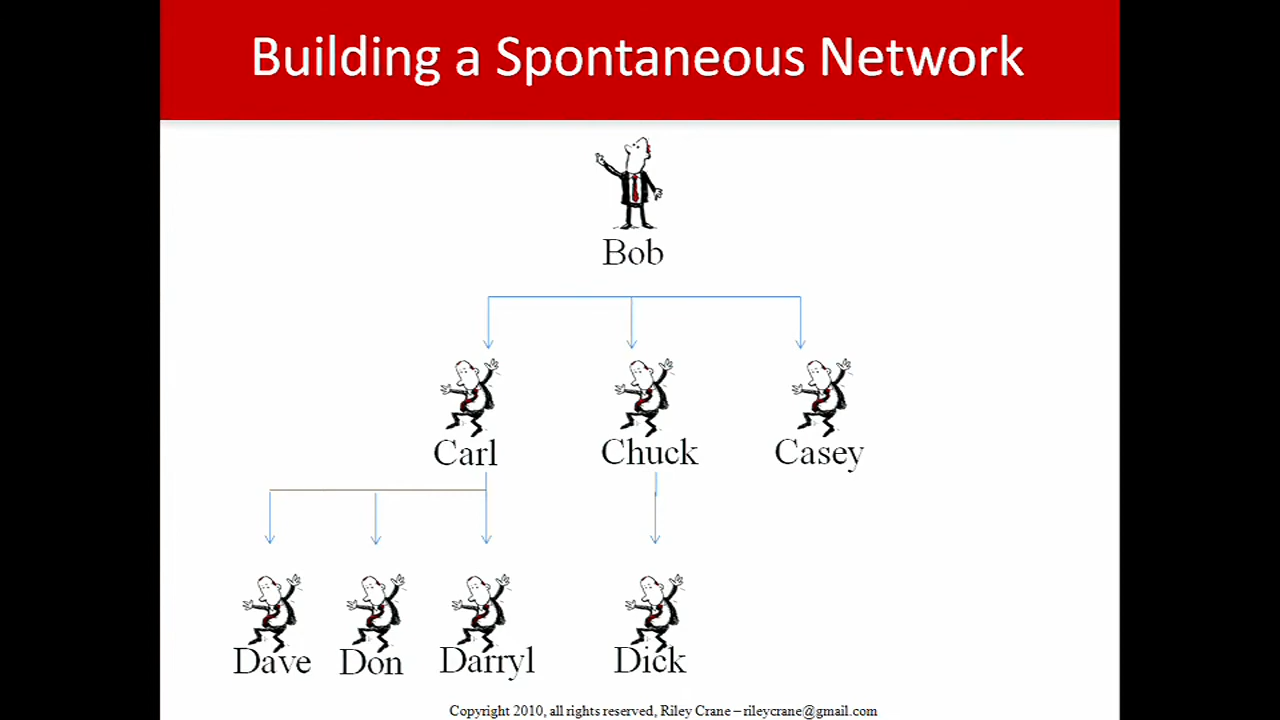 Building a Spontaneous Network
Bob
Carl Chuck Casey
Dave Don Darryl Dick
Copyright 2010, all rights reserved, Riley Crane – rileycrane@gmail.com